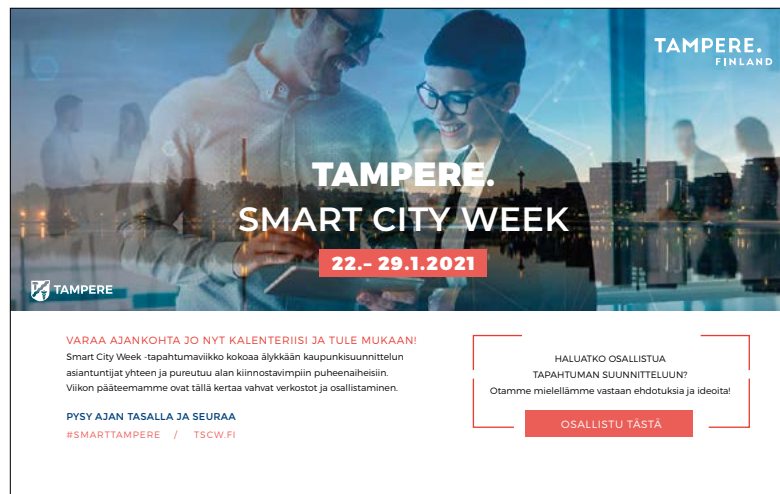 TAMPERE.
FINLAND
TAMPERE.
SMART CITY WEEK
22.- 29.1.2021
TAMPERE
VARAA AJANKOHTA JO NYT KALENTERIISI JA TULE MUKAAN!
Smart City Week -tapahtumaviikko kokoaa älykkään kaupunkisuunnittelun
asiantuntijat yhteen ja pureutuu alan kiinnostavimpiin puheenaiheisiin.
Viikon pääteemamme ovat tällä kertaa vahvat verkostot ja osallistaminen.
PYSY AJAN TASALLA JA SEURAA
#SMARTTAMPERE / TSCW.FI
HALUATKO OSALLISTUA
TAPAHTUMAN SUUNNITTELUUN?
Otamme mielellämme vastaan ehdotuksia ja ideoita!
OSALLISTU TÄSTÄ